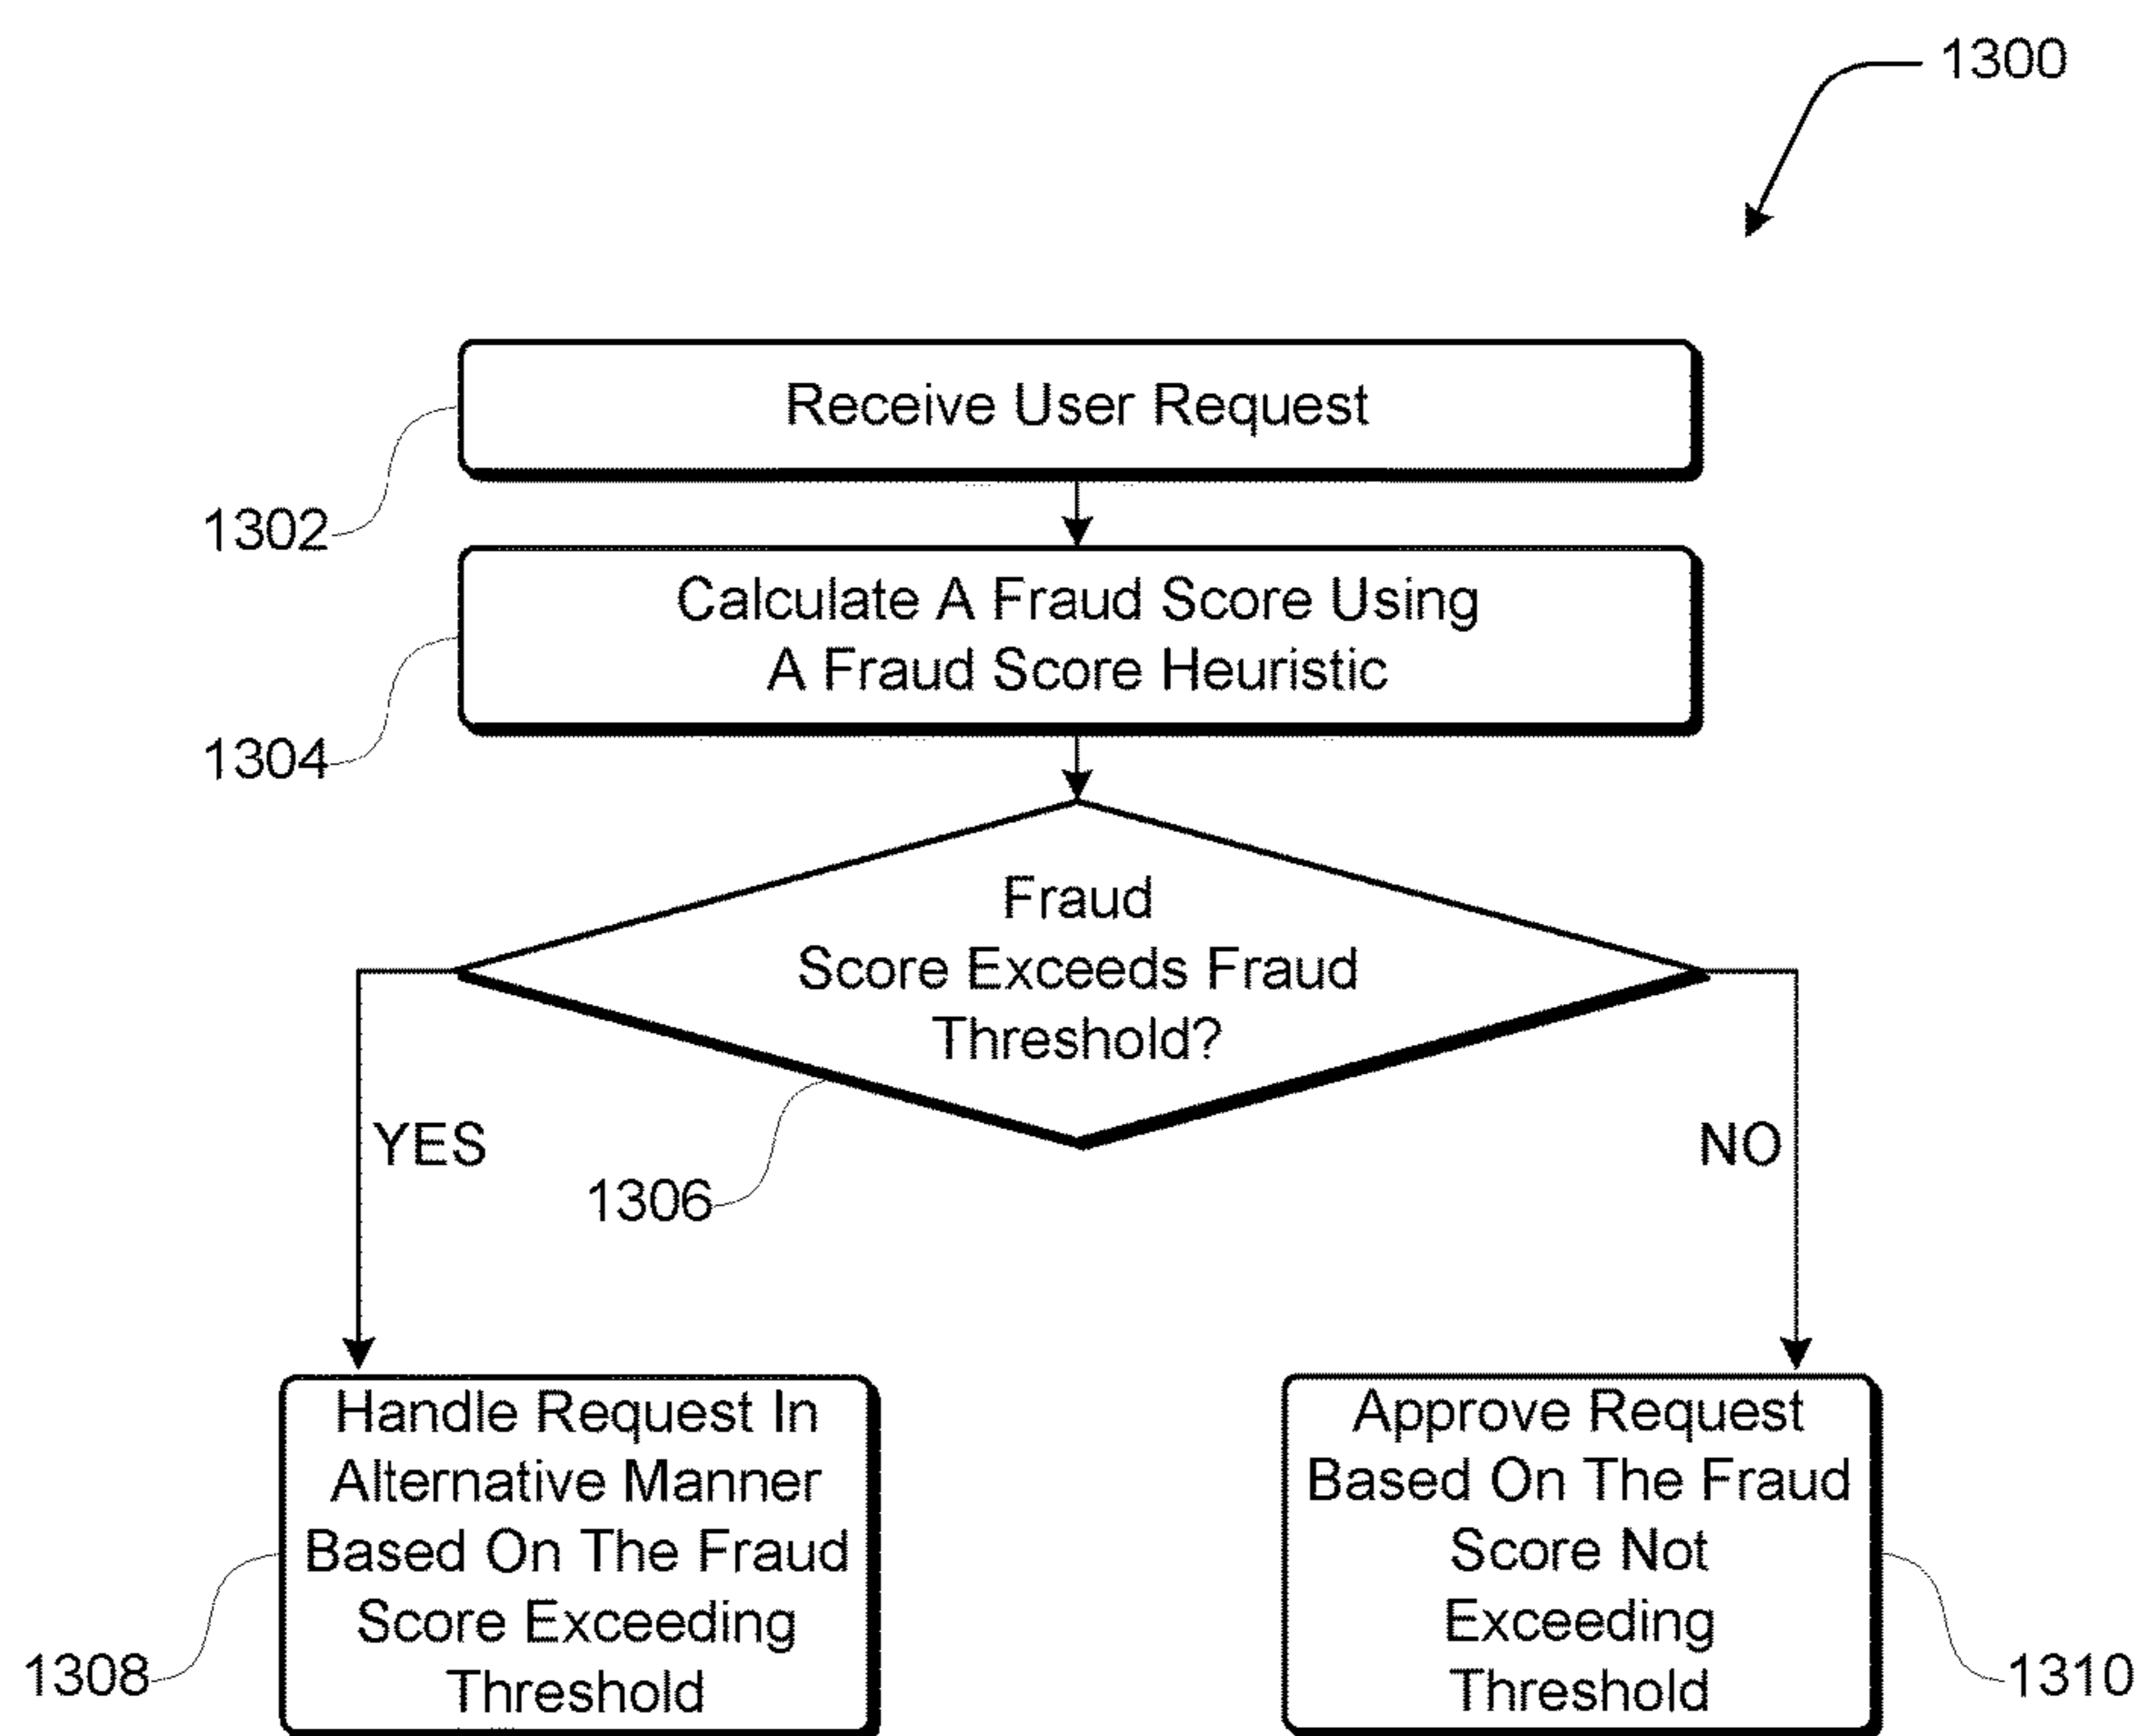 1300
Receive User Request
1302
Calculate A Fraud Score Using
A Fraud Score Heuristic
1304
Fraud
Score Exceeds Fraud
Threshold?
YES
NO
1306
Handle Request In
Alternative Manner
Based On The Fraud
Score Exceeding
Threshold
1308
Approve Request
Based On The Fraud
Score Not
Exceeding
Threshold
1310